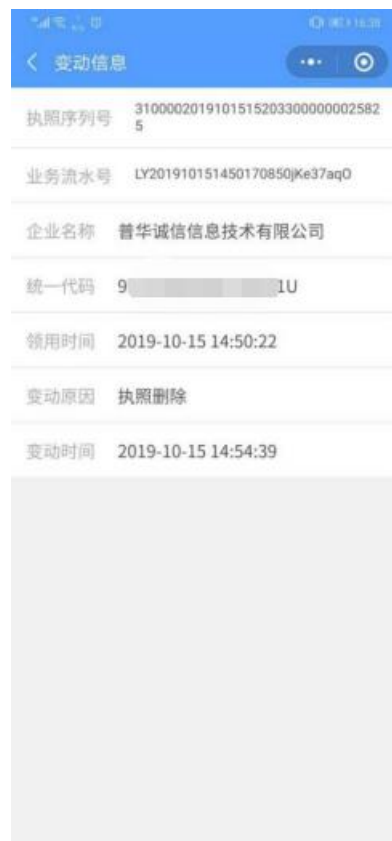 变动信息
执照序列号
3100002019101515203300000002582
5
业务流水号 LY201910151450170850jKe37aqO
企业名称 普华诚信信息技术有限公司
统一代码 9 1U
领用时间 2019-10-15 14:50:22
变动原因 执照删除
变动时间 2019-10-15 14:54:39